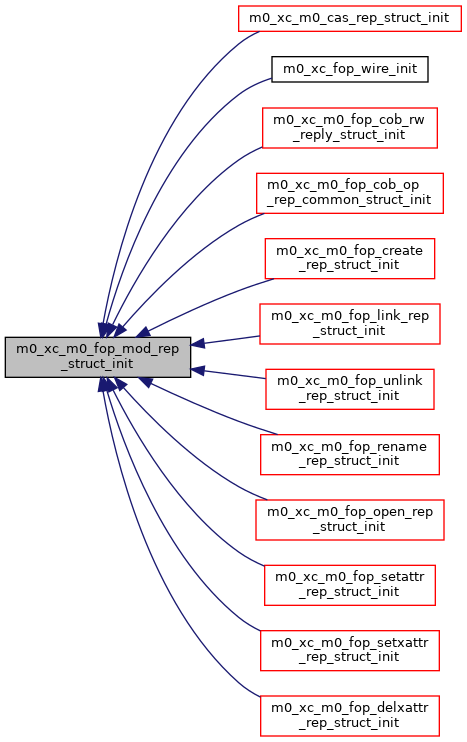 m0_xc_m0_cas_rep_struct_init
m0_xc_fop_wire_init
m0_xc_m0_fop_cob_rw
_reply_struct_init
m0_xc_m0_fop_cob_op
_rep_common_struct_init
m0_xc_m0_fop_create
_rep_struct_init
m0_xc_m0_fop_link_rep
_struct_init
m0_xc_m0_fop_mod_rep
_struct_init
m0_xc_m0_fop_unlink
_rep_struct_init
m0_xc_m0_fop_rename
_rep_struct_init
m0_xc_m0_fop_open_rep
_struct_init
m0_xc_m0_fop_setattr
_rep_struct_init
m0_xc_m0_fop_setxattr
_rep_struct_init
m0_xc_m0_fop_delxattr
_rep_struct_init